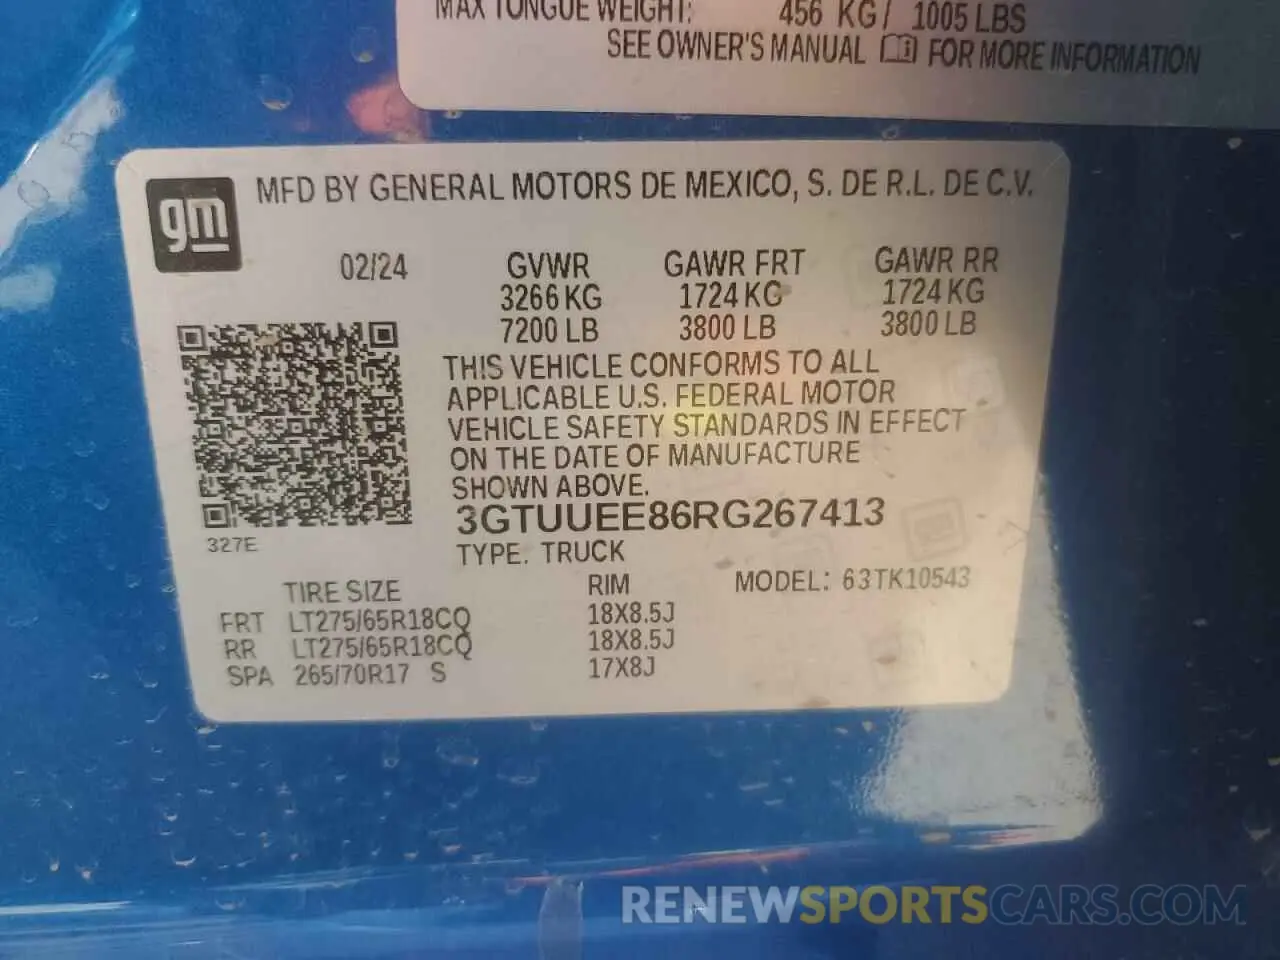 MAX TONGUE WEIGHT: 456 KG/ 1005 LBS
SEE OWNER'S MANUAL FOR MORE INFORMATION
gm
MFD BY GENERAL MOTORS DE MEXICO, S. DE R.L. DE C.V.
02/24 GVWR GAWR FRT GAWR RR
3266 KG 1724 KG 1724 KG
7200 LB 3800 LB 3800 LB
THIS VEHICLE CONFORMS TO ALL
APPLICABLE U.S. FEDERAL MOTOR
VEHICLE SAFETY STANDARDS IN EFFECT
ON THE DATE OF MANUFACTURE
SHOWN ABOVE.
3GTUUEE86RG267413
327E
TYPE. TRUCK
TIRE SIZE RIM MODEL: 63TK10543
FRT LT275/65R18CQ 18X8.5J
RR LT275/65R18CQ 18X8.5J
SPA 265/70R17 S 17X8J
RENEWSPORTSCARS.COM